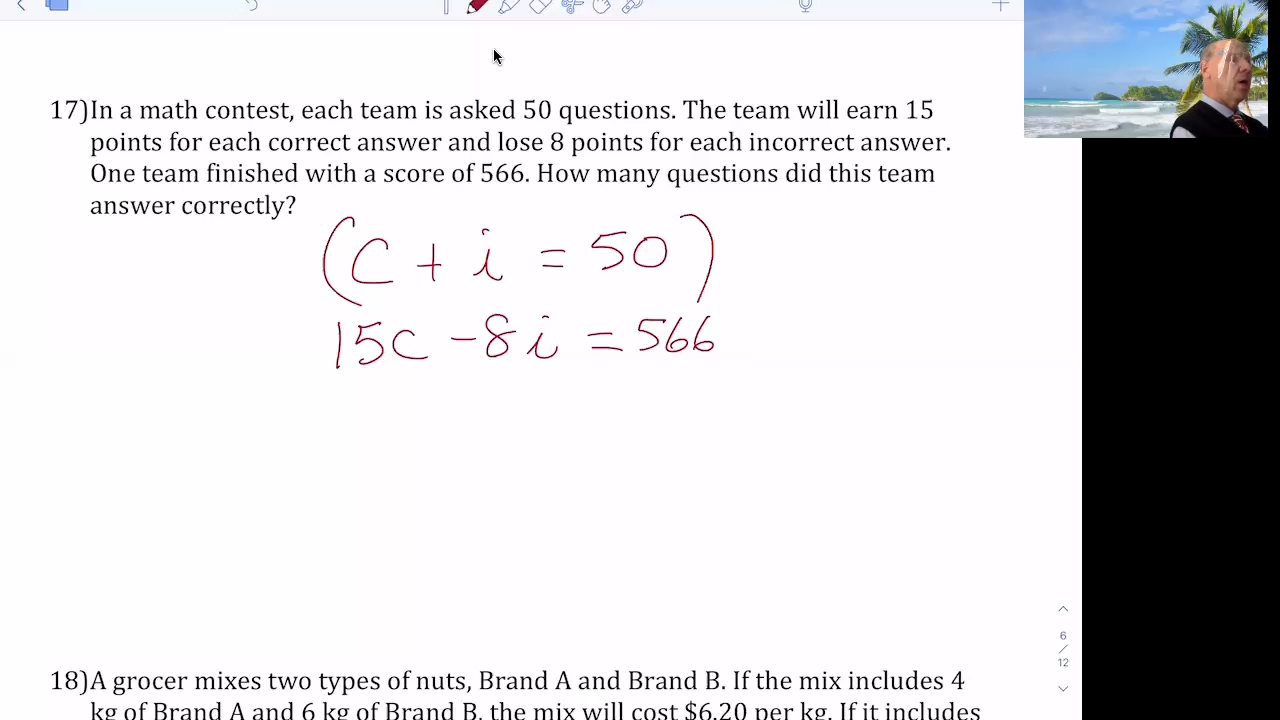 17)In a math contest, each team is asked 50 questions. The team will earn 15
points for each correct answer and lose 8 points for each incorrect answer.
One team finished with a score of 566. How many questions did this team
answer correctly?
(C + i = 50)
15C - 8i = 566
6
/
12
18)A grocer mixes two types of nuts, Brand A and Brand B. If the mix includes 4
kg of Brand A and 6 kg of Brand B, the mix will cost $6.20 per kg. If it includes